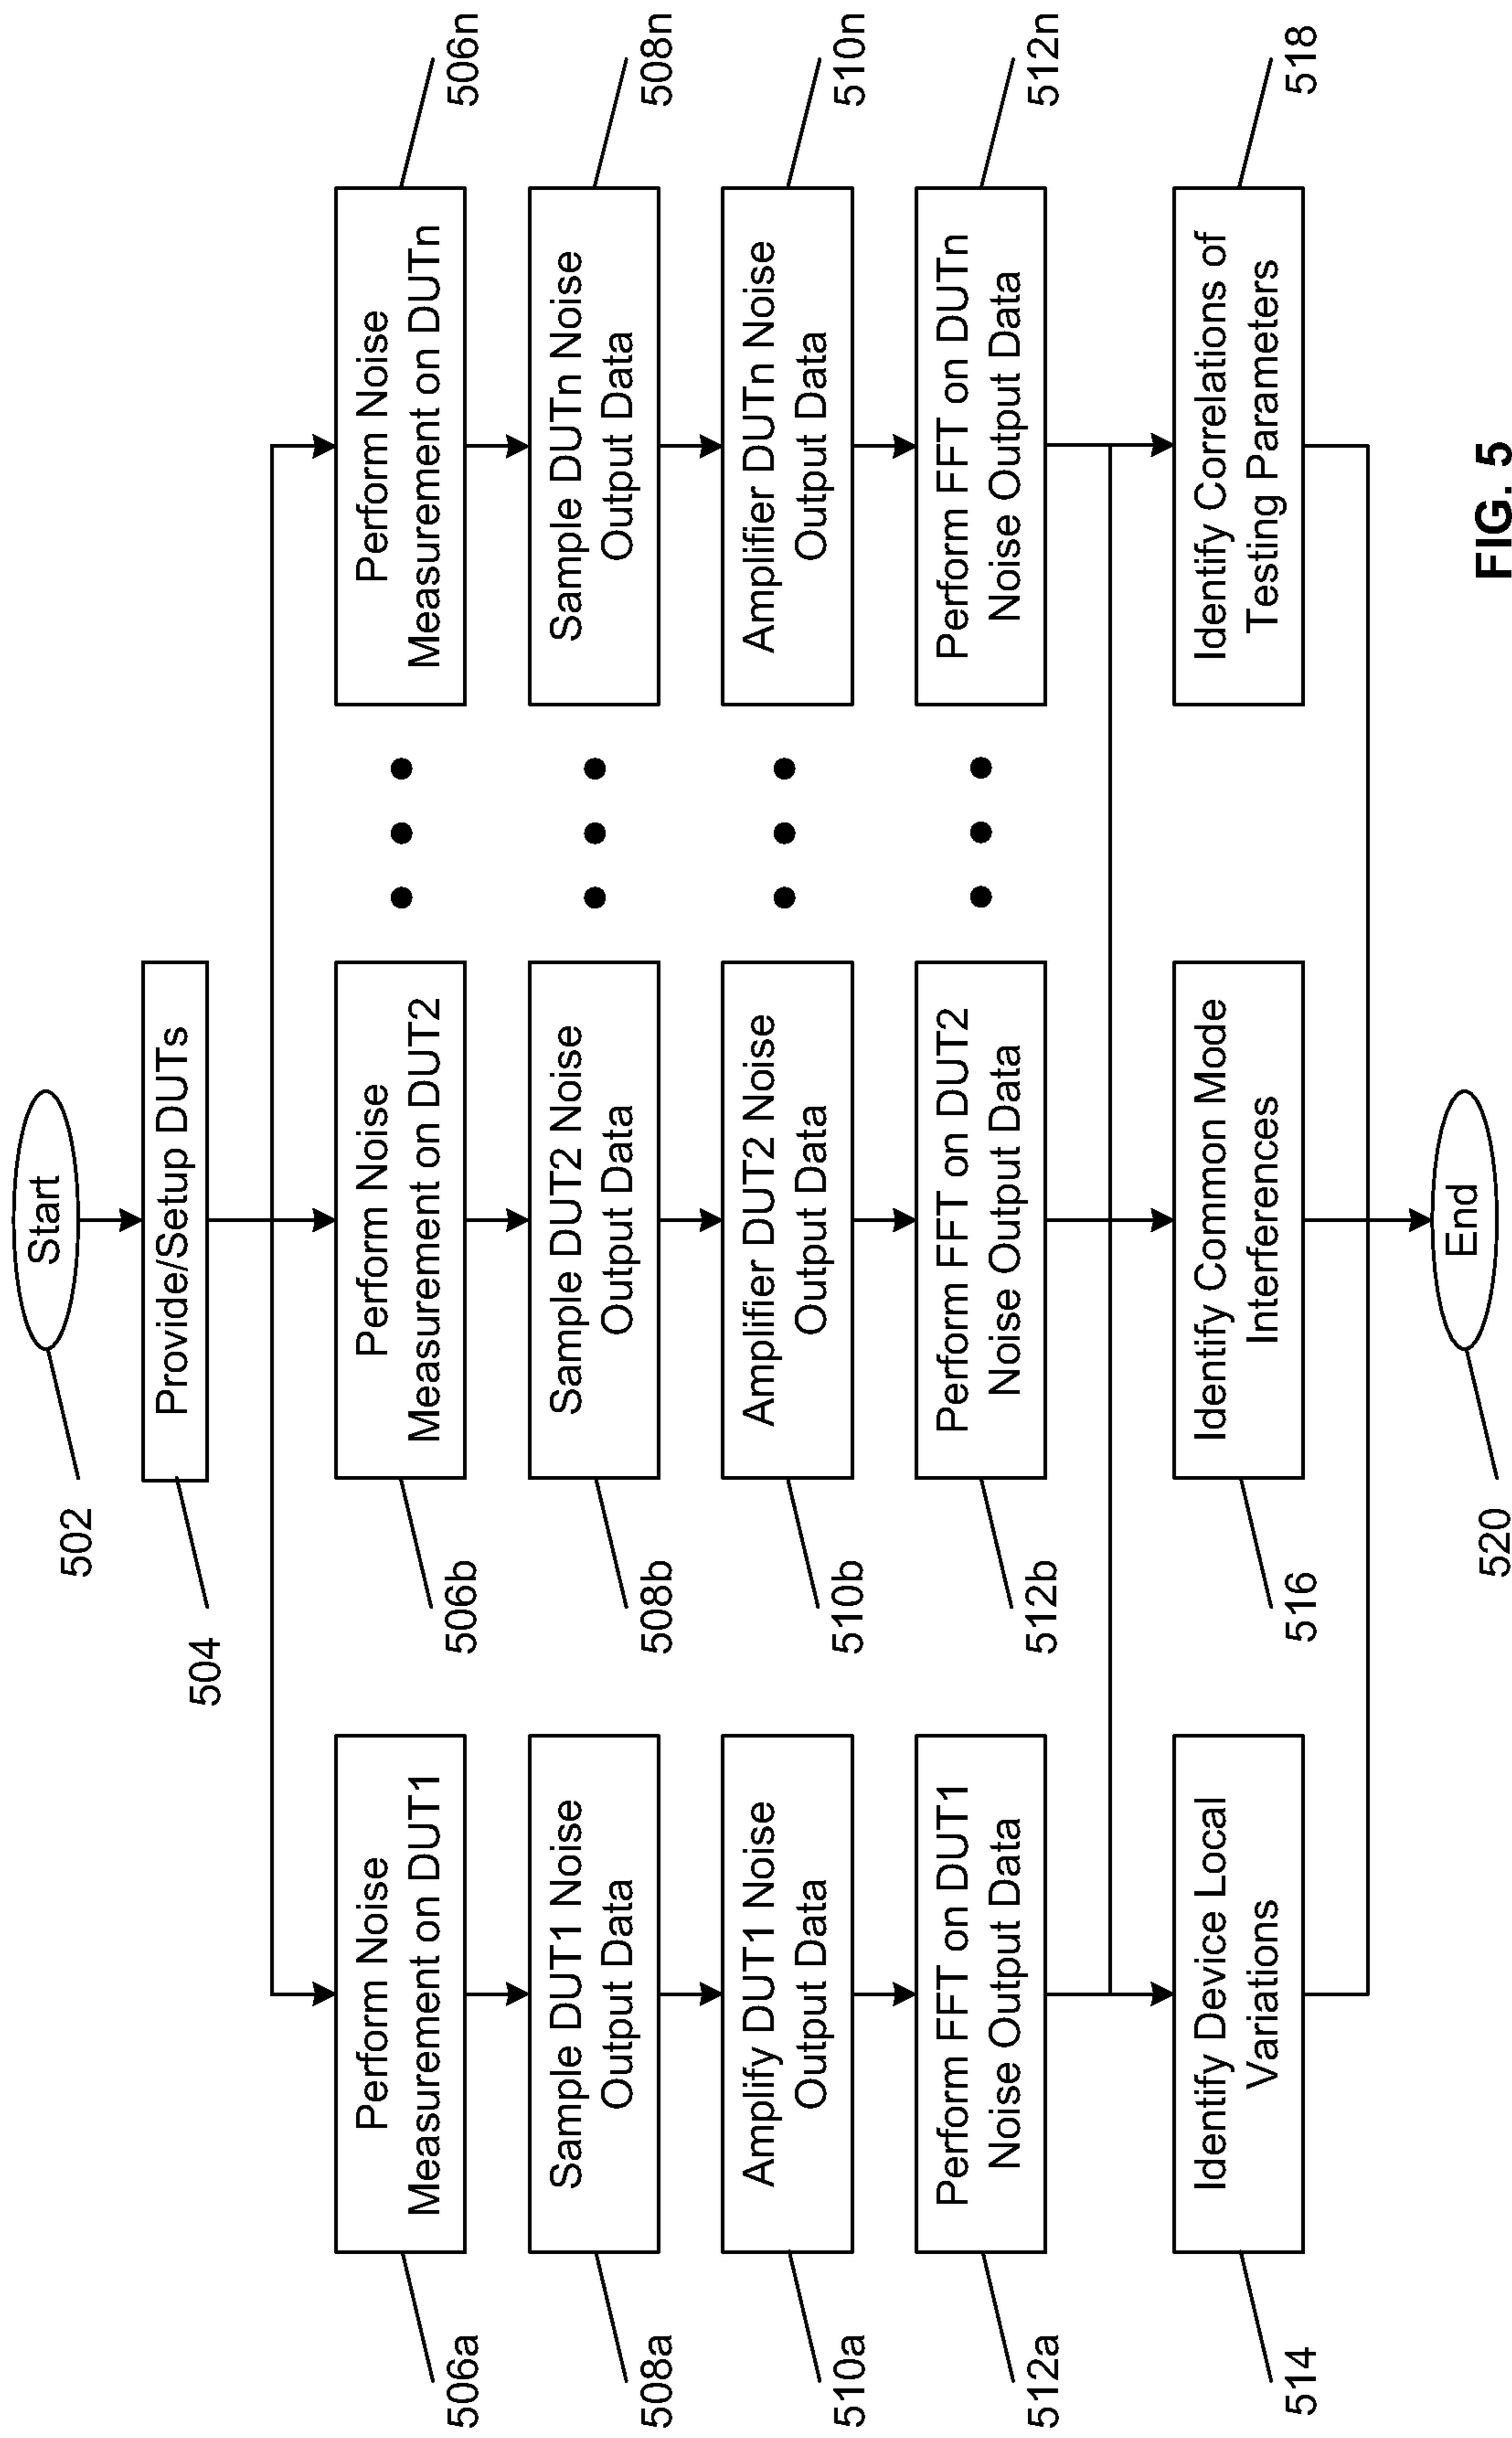 Start
502
Provide/Setup DUTs
504
Perform Noise
Measurement on DUT1
506a
Perform Noise
Measurement on DUT2
506b
Perform Noise
Measurement on DUTn
506n
Sample DUT1 Noise
Output Data
508a
Sample DUT2 Noise
Output Data
508b
Sample DUTn Noise
Output Data
508n
Amplify DUT1 Noise
Output Data
510a
Amplifier DUT2 Noise
Output Data
510b
Amplifier DUTn Noise
Output Data
510n
Perform FFT on DUT1
Noise Output Data
512a
Perform FFT on DUT2
Noise Output Data
512b
Perform FFT on DUTn
Noise Output Data
512n
Identify Device Local
Variations
514
Identify Common Mode
Interferences
516
Identify Correlations of
Testing Parameters
518
End
520
FIG. 5